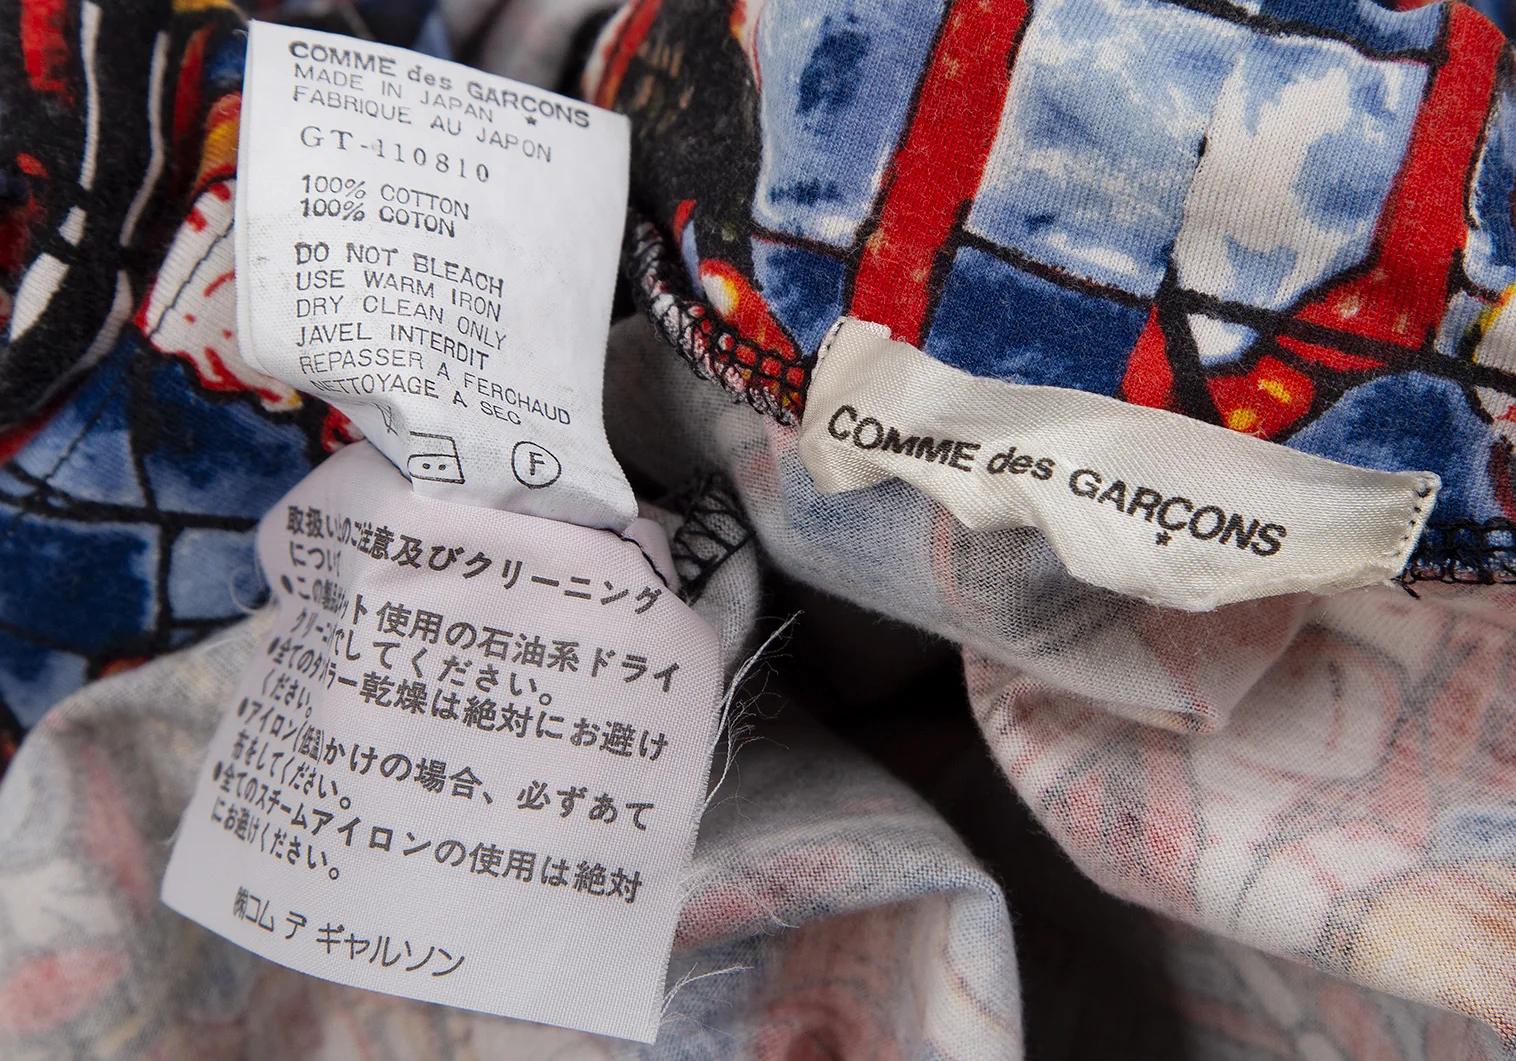 COMME des GARÇONS
MADE IN JAPAN
FABRIQUE AU JAPON
GT-110810
100% COTTON
100% COTON
DO NOT BLEACH
USE WARM IRON
DRY CLEAN ONLY
JAVEL INTERDIT
REPASSER A FERCHAUD
NETTOYAGE A SEC
F
取扱いのご注意及びクリーニング
について
●この製品はネット使用の石油系ドライ
クリーニングでしてください。
●全てのタンブラー乾燥は絶対にお避け
ください。
●アイロン(低温)かけの場合、必ずあて
布をしてください。
●全てのスチームアイロンの使用は絶対
にお避けください。
㈱コム デ ギャルソン
COMME des GARÇONS